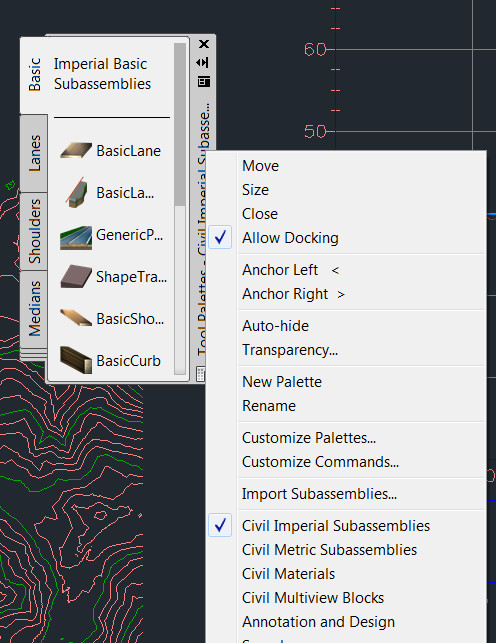 60
50
Basic
Lanes
Shoulders
Medians
Imperial Basic
Subassemblies
BasicLane
BasicLa...
GenericP...
ShapeTra...
BasicSho...
BasicCurb
Tool Palettes - Civil Imperial Subasse...
Move
Size
Close
Allow Docking
Anchor Left <
Anchor Right >
Auto-hide
Transparency...
New Palette
Rename
Customize Palettes...
Customize Commands...
Import Subassemblies...
Civil Imperial Subassemblies
Civil Metric Subassemblies
Civil Materials
Civil Multiview Blocks
Annotation and Design